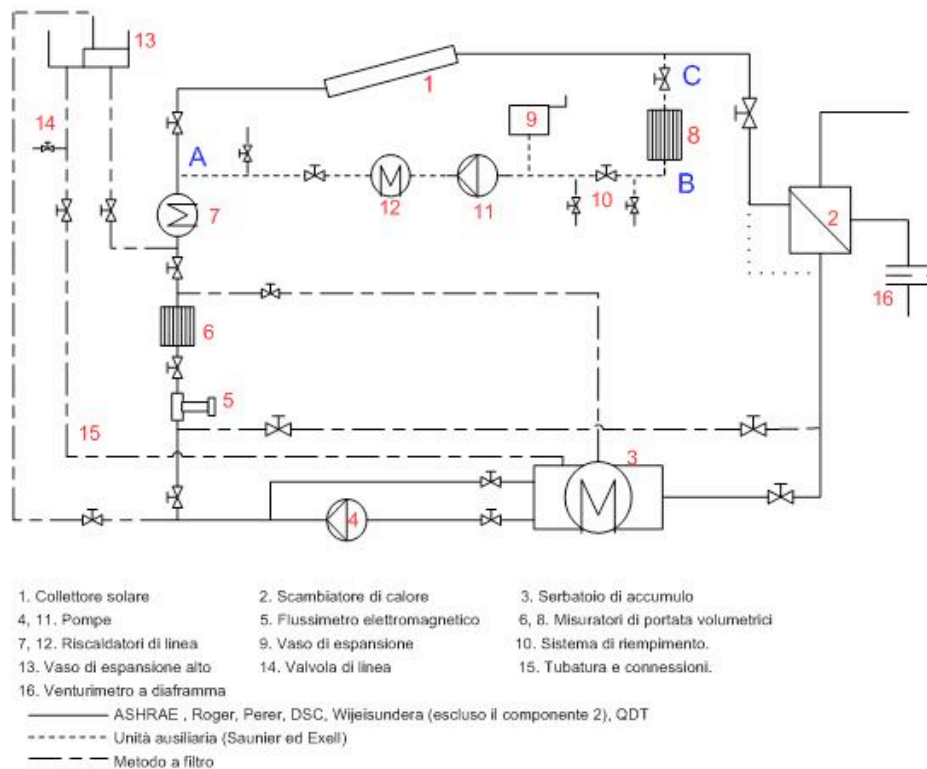 13
1
C
14
9
8
A
7
12
11
10
B
2
16
6
5
15
3
4
1. Collettore solare
2. Scambiatore di calore
3. Serbatoio di accumulo
4, 11. Pompe
5. Flussimetro elettromagnetico
6, 8. Misuratori di portata volumetrici
7, 12. Riscaldatori di linea
9. Vaso di espansione
10. Sistema di riempimento.
13. Vaso di espansione alto
14. Valvola di linea
15. Tubatura e connessioni.
16. Venturimetro a diaframma
ASHRAE , Roger, Perer, DSC, Wijeisundera (escluso il componente 2), QDT
Unità ausiliaria (Saunier ed Exell)
Metodo a filtro